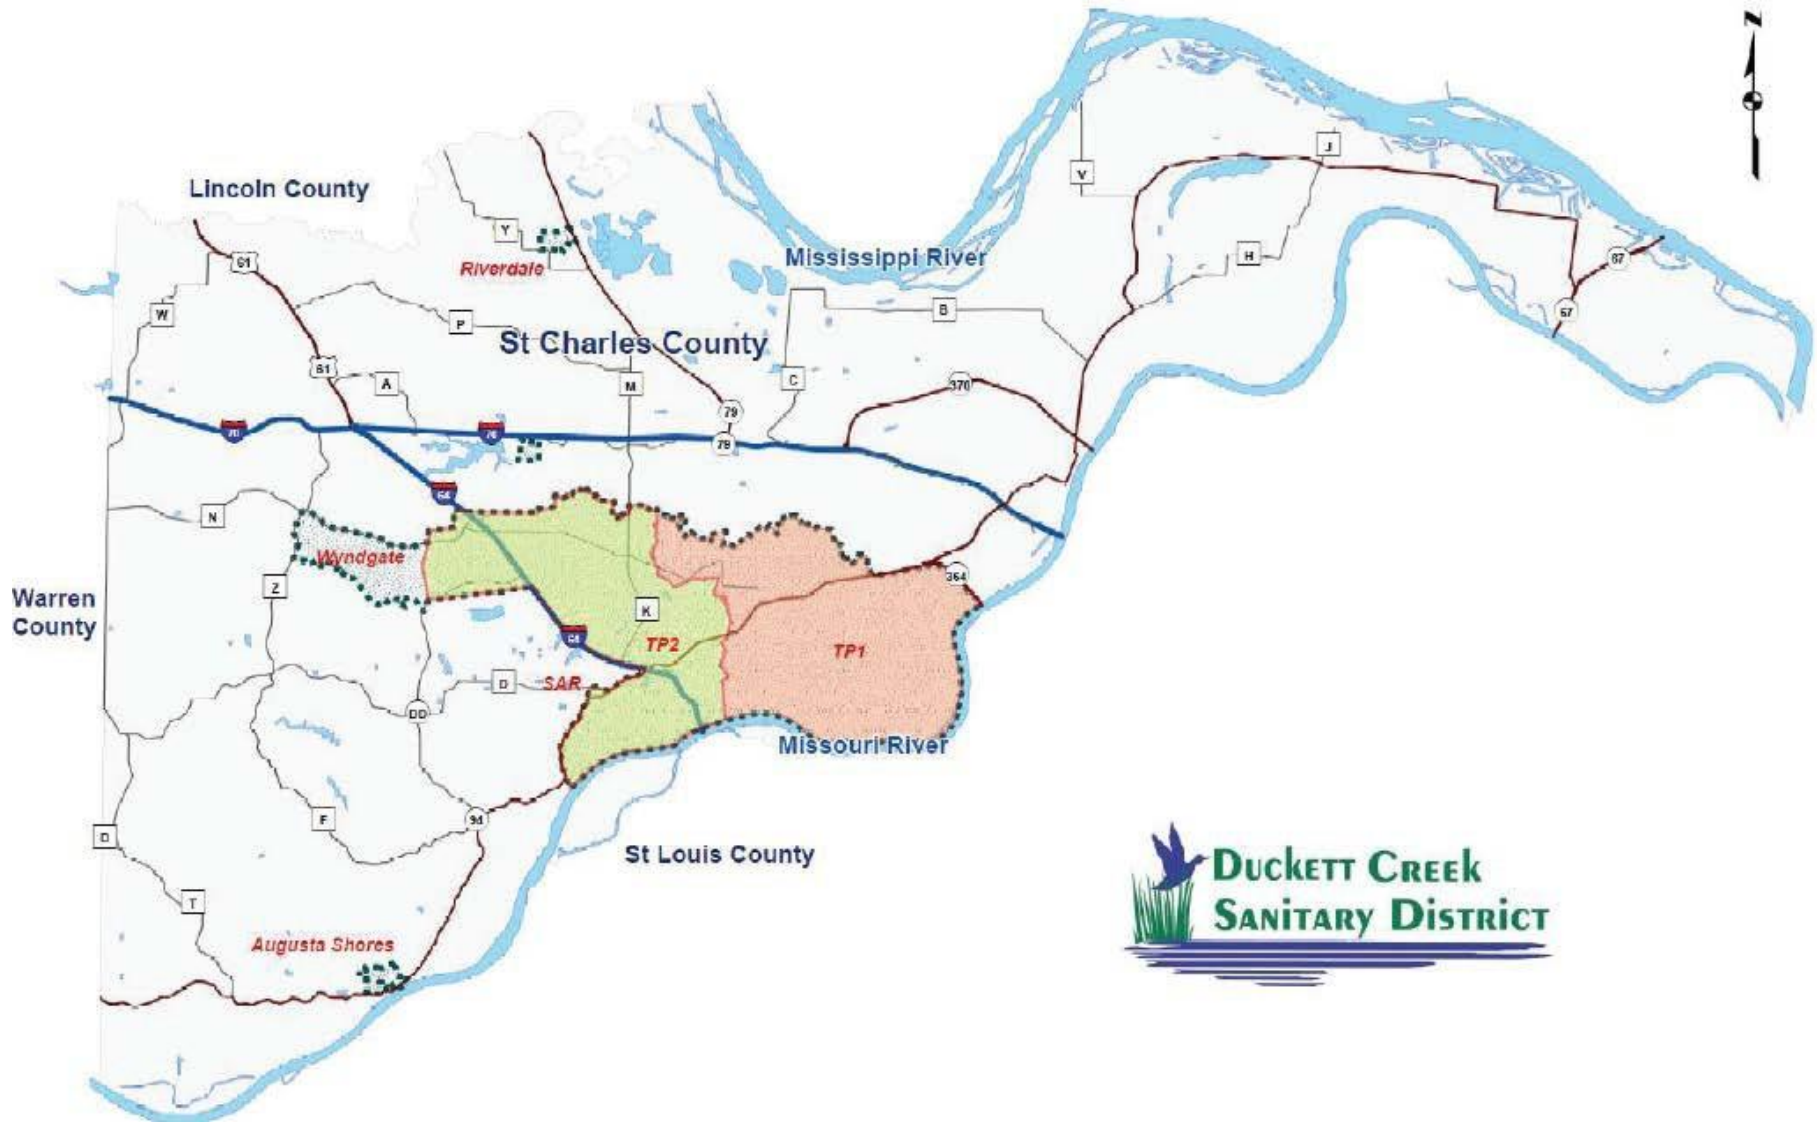 N
J
V
Lincoln County
Y
Riverdale
Mississippi River
H
67
61
W
P
B
67
St Charles County
61
A
M
C
370
79
70
70
79
64
N
Wyndgate
364
Z
K
Warren
County
64
TP2
TP1
D
SAR
DD
Missouri River
94
F
D
St Louis County
DUCKETT CREEK
SANITARY DISTRICT
T
Augusta Shores